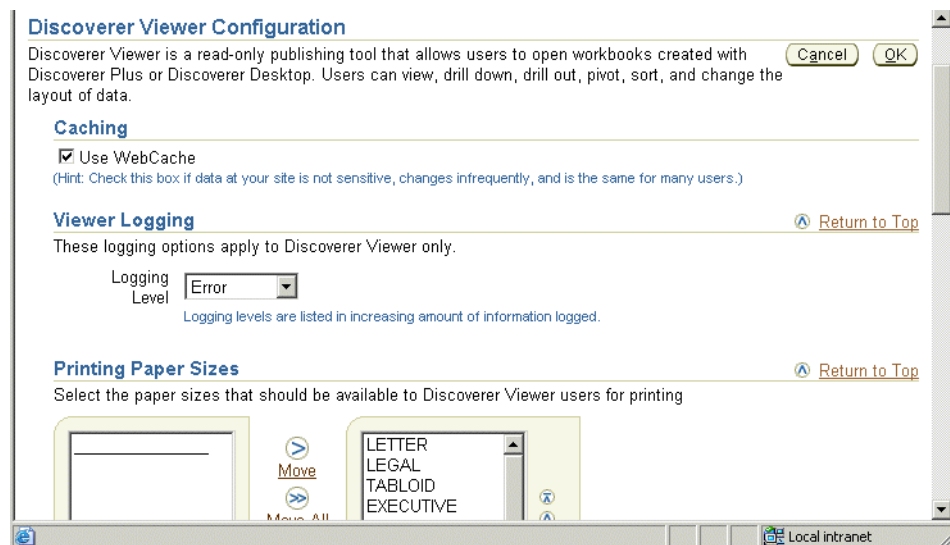 Discoverer Viewer Configuration
Discoverer Viewer is a read-only publishing tool that allows users to open workbooks created with
Discoverer Plus or Discoverer Desktop. Users can view, drill down, drill out, pivot, sort, and change the
layout of data.
Cancel
OK
Caching
Use WebCache
(Hint: Check this box if data at your site is not sensitive, changes infrequently, and is the same for many users.)
Viewer Logging
Return to Top
These logging options apply to Discoverer Viewer only.
Logging
Level
Error
Logging levels are listed in increasing amount of information logged.
Printing Paper Sizes
Return to Top
Select the paper sizes that should be available to Discoverer Viewer users for printing
Move
Move All
LETTER
LEGAL
TABLOID
EXECUTIVE
Local intranet